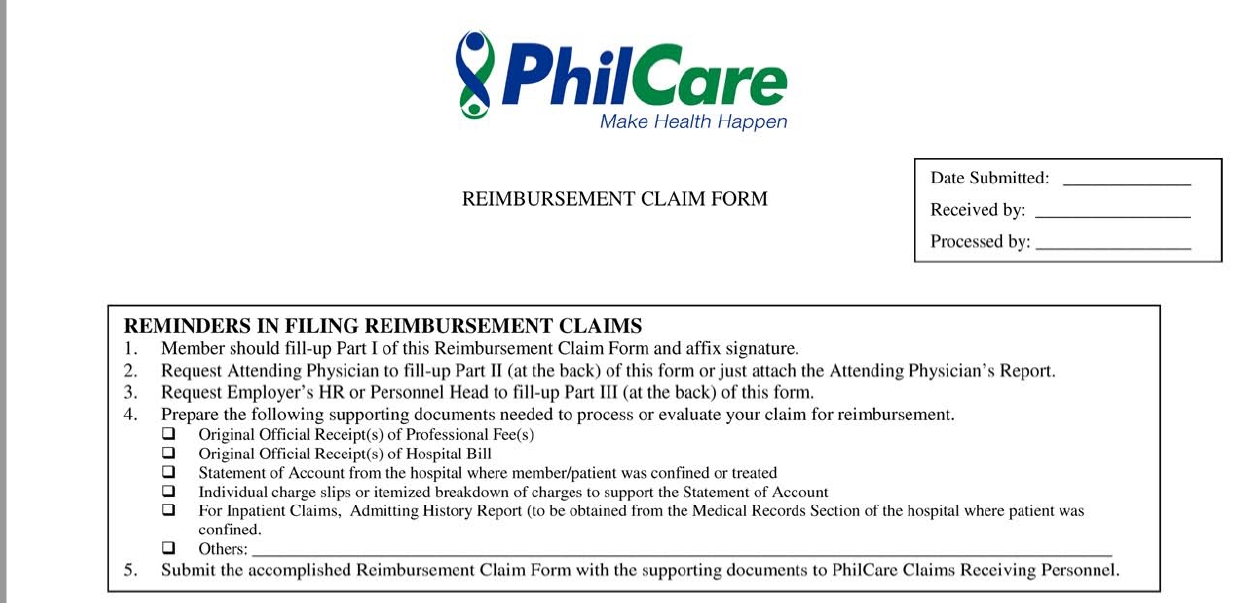 PhilCare
Make Health Happen
REIMBURSEMENT CLAIM FORM
Date Submitted: ______________
Received by: _________________
Processed by: _________________
REMINDERS IN FILING REIMBURSEMENT CLAIMS
1. Member should fill-up Part I of this Reimbursement Claim Form and affix signature.
2. Request Attending Physician to fill-up Part II (at the back) of this form or just attach the Attending Physician's Report.
3. Request Employer's HR or Personnel Head to fill-up Part III (at the back) of this form.
4. Prepare the following supporting documents needed to process or evaluate your claim for reimbursement.
❑ Original Official Receipt(s) of Professional Fee(s)
❑ Original Official Receipt(s) of Hospital Bill
❑ Statement of Account from the hospital where member/patient was confined or treated
❑ Individual charge slips or itemized breakdown of charges to support the Statement of Account
❑ For Inpatient Claims, Admitting History Report (to be obtained from the Medical Records Section of the hospital where patient was
confined.
❑ Others: ______________
5. Submit the accomplished Reimbursement Claim Form with the supporting documents to PhilCare Claims Receiving Personnel.